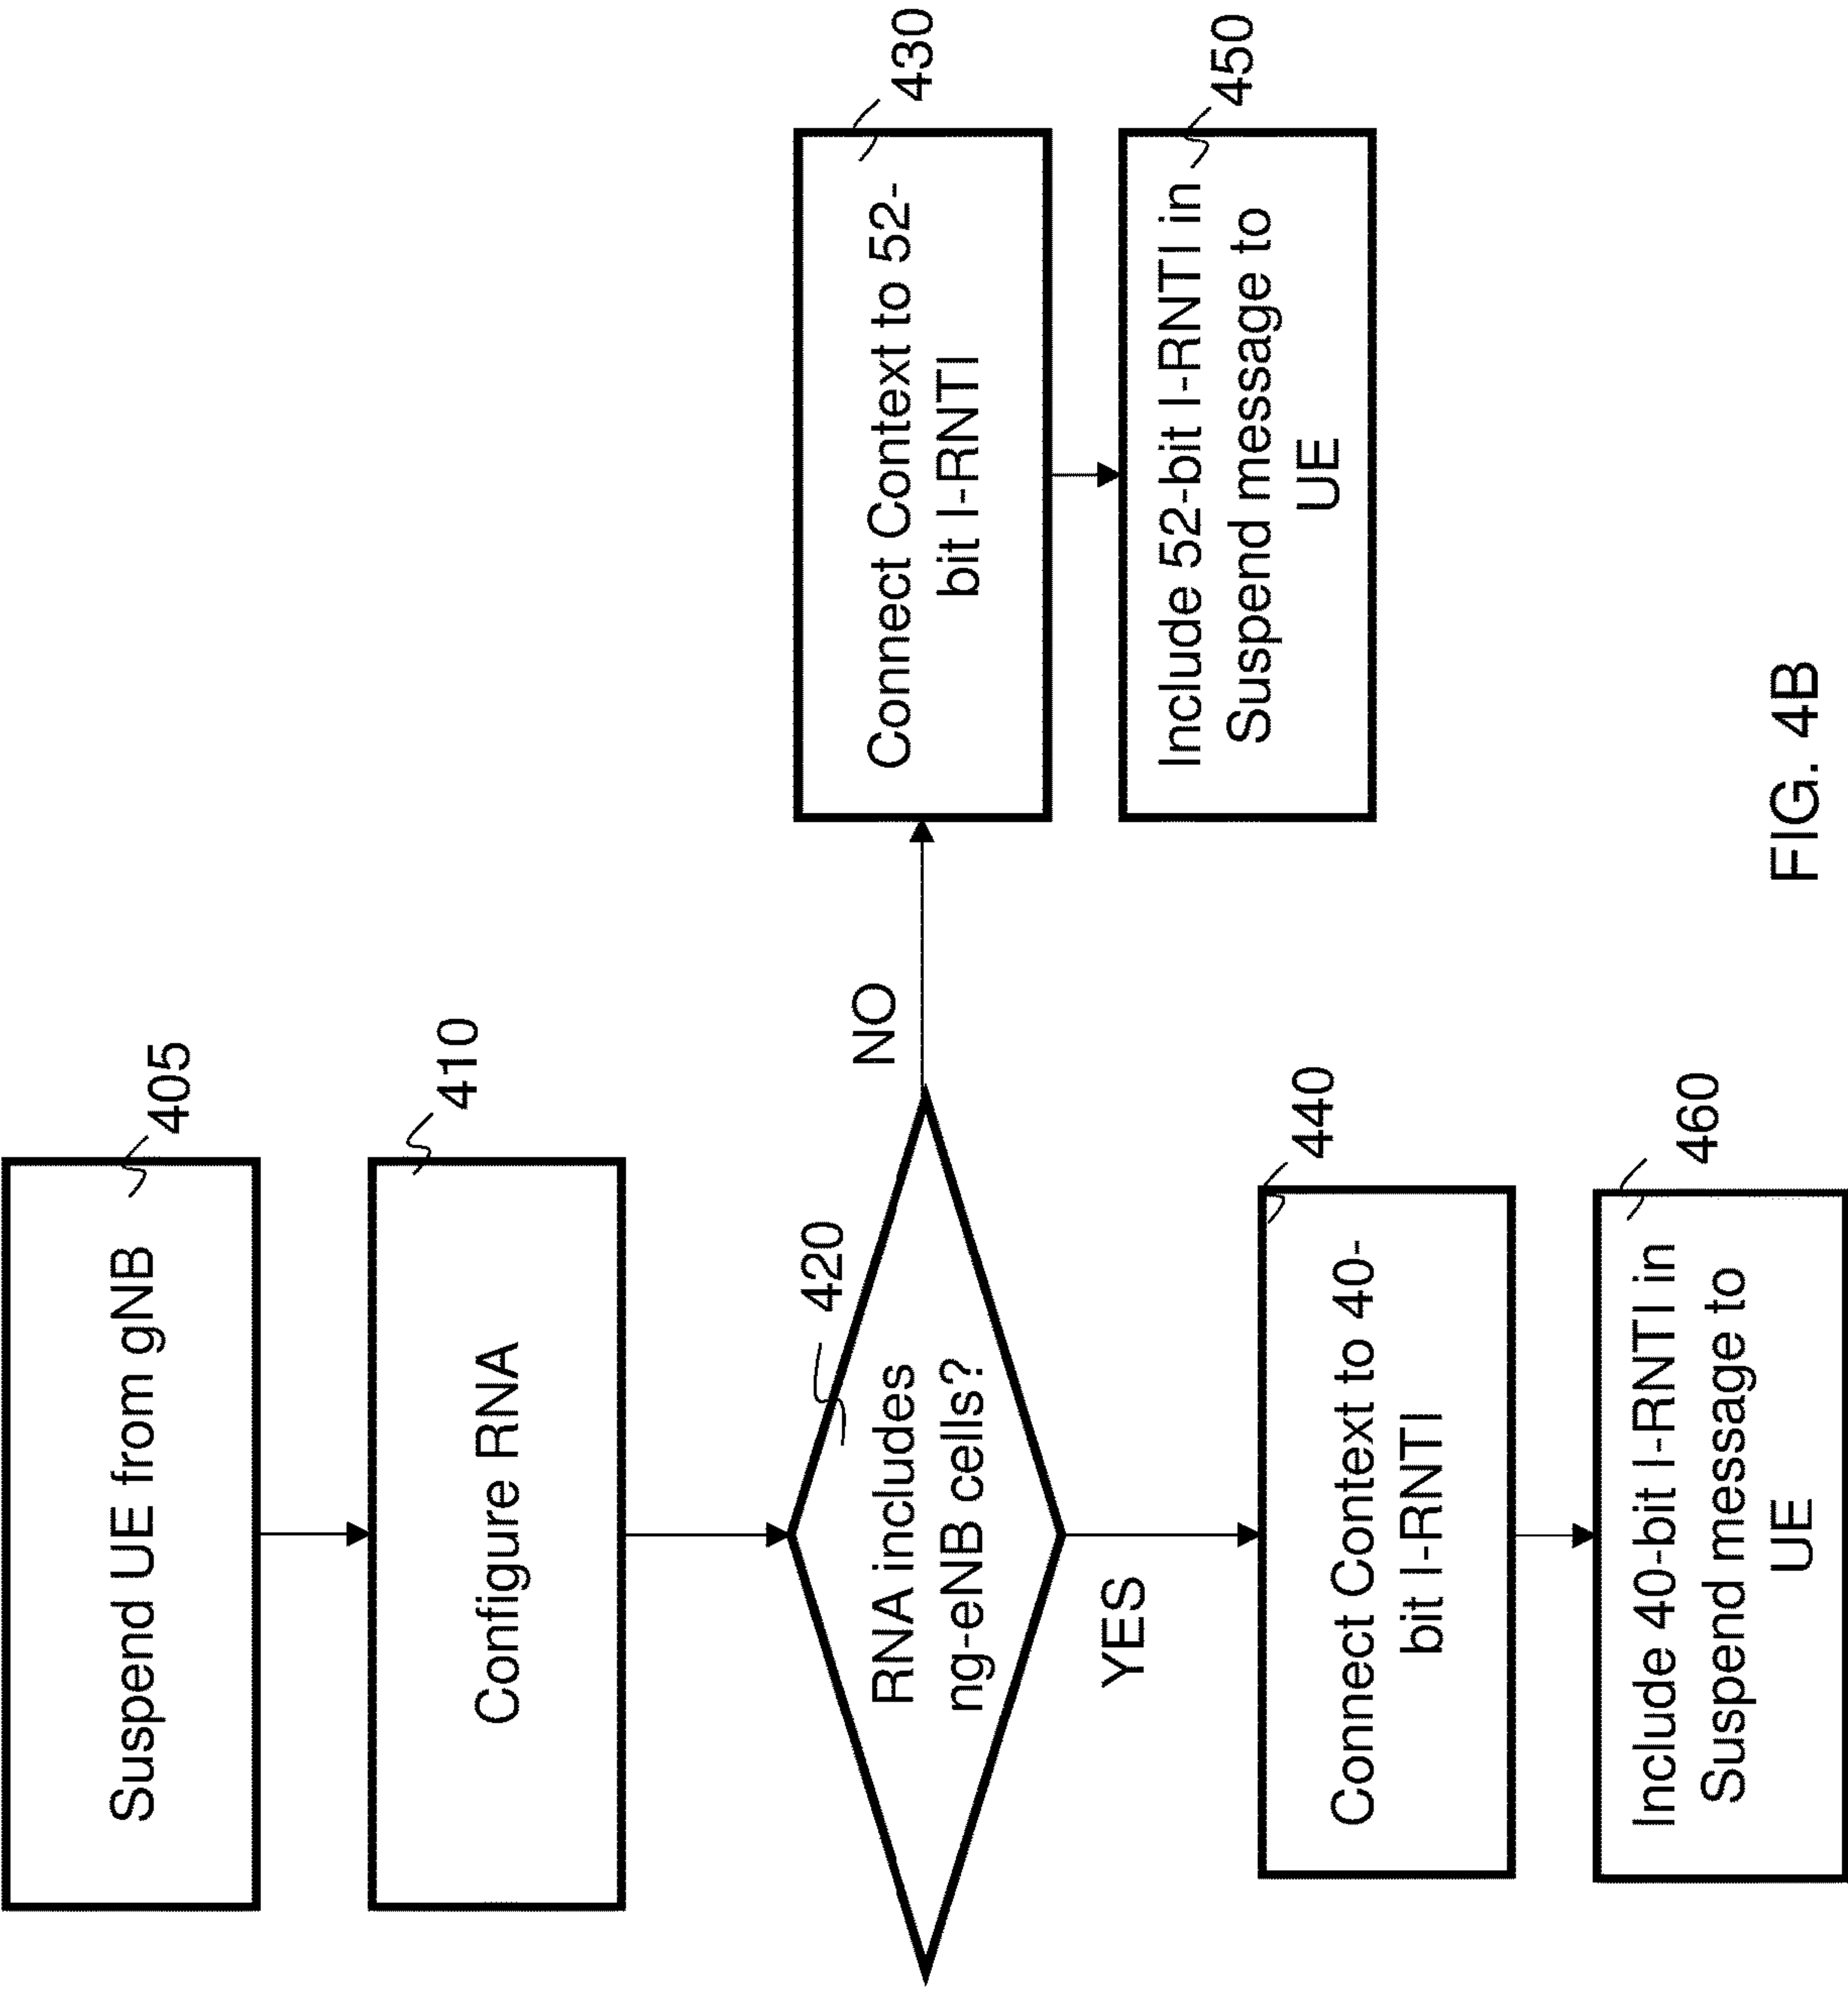 Suspend UE from gNB
405
Configure RNA
410
420
RNA includes
ng-eNB cells?
NO
YES
Connect Context to 52-
bit I-RNTI
430
Include 52-bit I-RNTI in
Suspend message to
UE
450
Connect Context to 40-
bit I-RNTI
440
Include 40-bit I-RNTI in
Suspend message to
UE
460
FIG. 4B